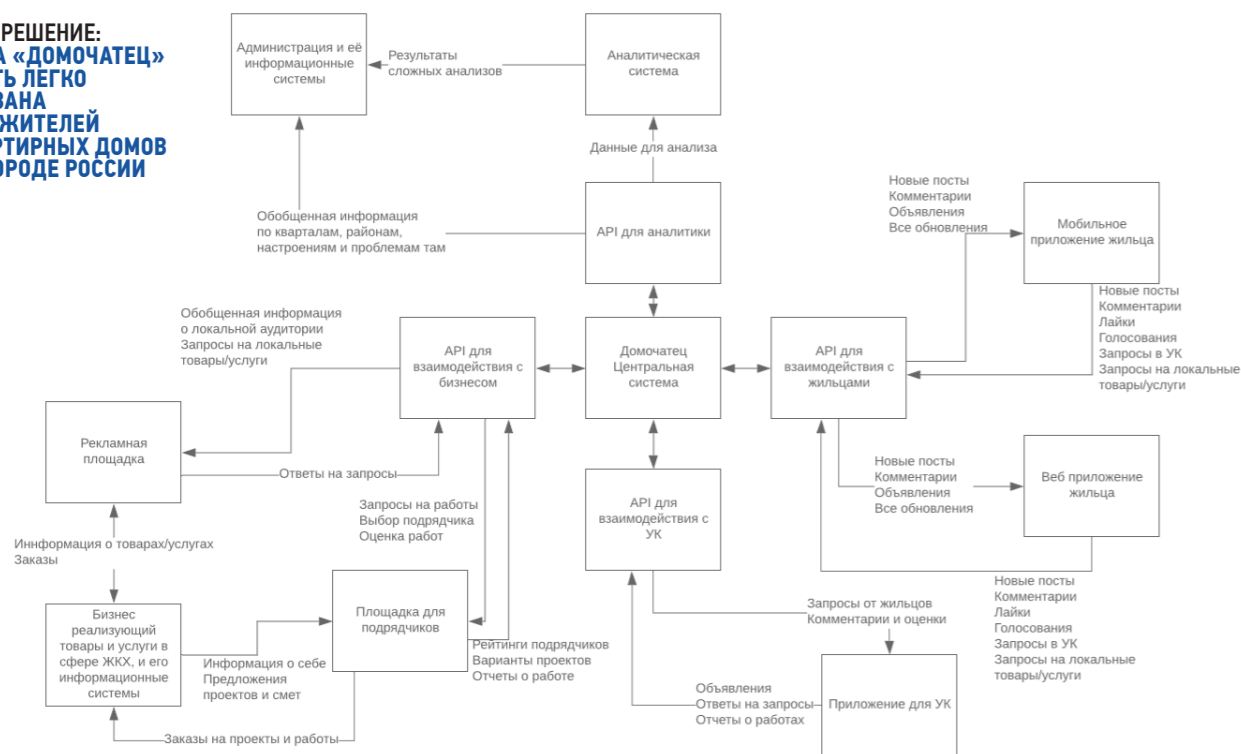 РЕШЕНИЕ:
А «ДОМОЧАТЕЦ»
ТЬ ЛЕГКО
ВАНА
ЖИТЕЛЕЙ
РТИРНЫХ ДОМОВ
ОРОДЕ РОССИИ
Администрация и её
информационные
системы
Результаты
сложных анализов
Аналитическая
система
Данные для анализа
Обобщенная информация
по кварталам, районам,
настроениям и проблемам там
API для аналитики
Новые посты
Комментарии
Объявления
Все обновления
Мобильное
приложение жильца
Новые посты
Комментарии
Лайки
Голосования
Запросы в УК
Запросы на локальные
товары/услуги
Обобщенная информация
о локальной аудитории
Запросы на локальные
товары/услуги
API для
взаимодействия с
бизнесом
Домочатец
Центральная
система
API для
взаимодействия с
жильцами
Рекламная
площадка
Ответы на запросы
Запросы на работы
Выбор подрядчика
Оценка работ
API для
взаимодействия с
УК
Новые посты
Комментарии
Объявления
Все обновления
Веб приложение
жильца
Иннформация о товарах/услугах
Заказы
Новые посты
Комментарии
Лайки
Голосования
Запросы в УК
Запросы на локальные
товары/услуги
Бизнес
реализующий
товары и услуги в
сфере ЖКХ, и его
информационные
системы
Информация о себе
Предложения
проектов и смет
Площадка для
подрядчиков
Рейтинги подрядчиков
Варианты проектов
Отчеты о работе
Запросы от жильцов
Комментарии и оценки
Объявления
Ответы на запросы
Отчеты о работах
Приложение для УК
Заказы на проекты и работы